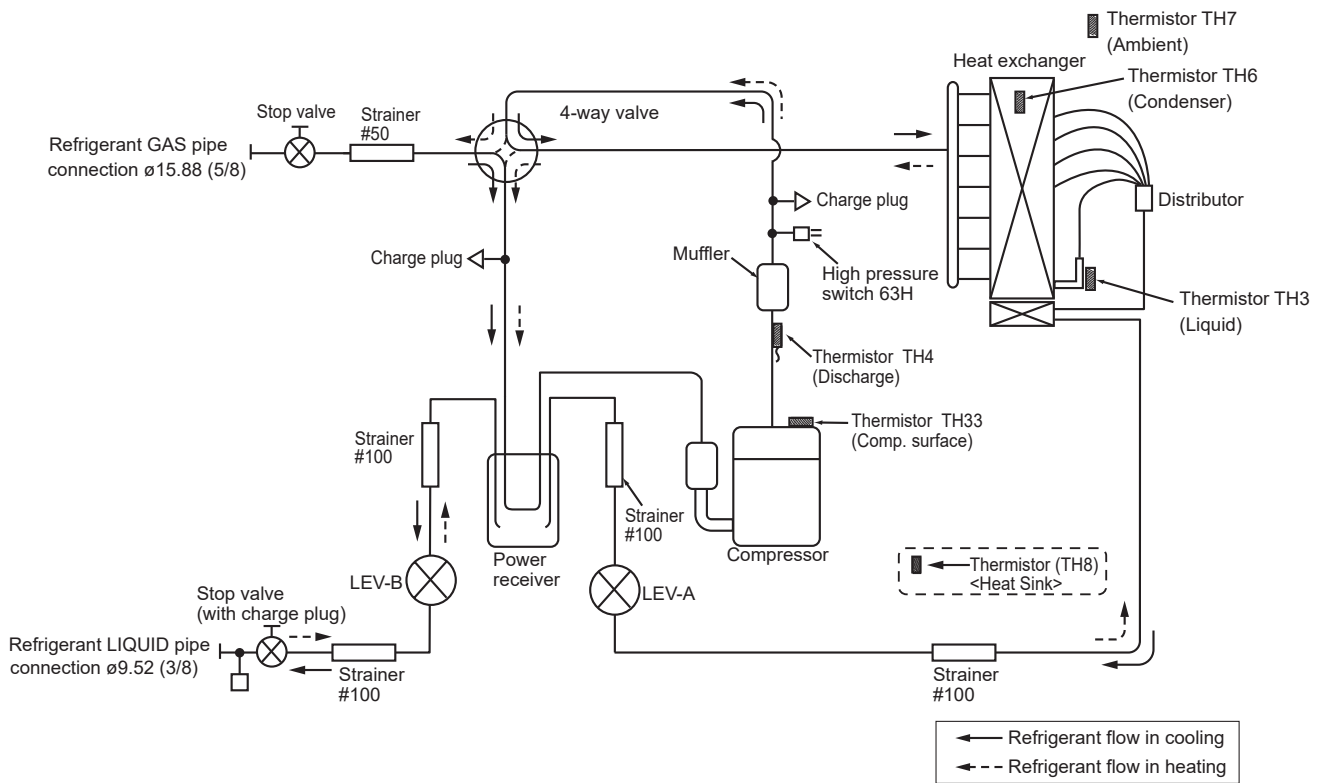 Thermistor TH7
(Ambient)
Heat exchanger
Thermistor TH6
(Condenser)
4-way valve
Stop valve
Strainer
#50
Refrigerant GAS pipe
connection ø15.88 (5/8)
Charge plug
Distributor
Charge plug
Muffler
High pressure
switch 63H
Thermistor TH3
(Liquid)
Thermistor TH4
(Discharge)
Thermistor TH33
(Comp. surface)
Strainer
#100
Strainer
#100
Compressor
Power
receiver
LEV-B
LEV-A
Thermistor (TH8)
<Heat Sink>
Stop valve
(with charge plug)
Refrigerant LIQUID pipe
connection ø9.52 (3/8)
Strainer
#100
Strainer
#100
Refrigerant flow in cooling
Refrigerant flow in heating